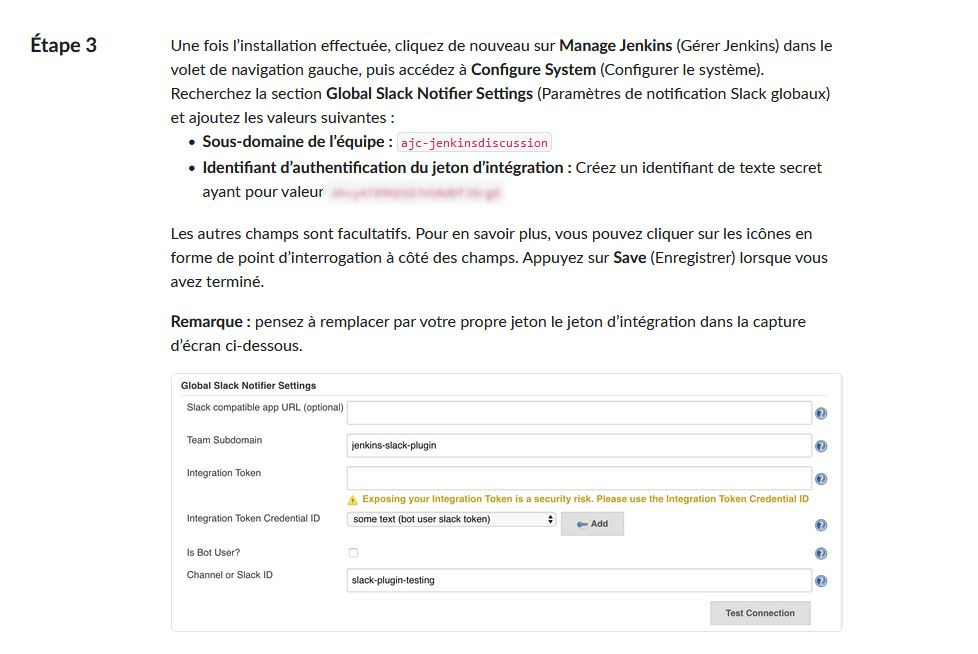 Étape 3
Une fois l’installation effectuée, cliquez de nouveau sur Manage Jenkins (Gérer Jenkins) dans le
volet de navigation gauche, puis accédez à Configure System (Configurer le système).
Recherchez la section Global Slack Notifier Settings (Paramètres de notification Slack globaux)
et ajoutez les valeurs suivantes :
• Sous-domaine de l’équipe : ajc-jenkinsdiscussion
• Identifiant d’authentification du jeton d’intégration : Créez un identifiant de texte secret
ayant pour valeur
Les autres champs sont facultatifs. Pour en savoir plus, vous pouvez cliquer sur les icônes en
forme de point d’interrogation à côté des champs. Appuyez sur Save (Enregistrer) lorsque vous
avez terminé.
Remarque : pensez à remplacer par votre propre jeton le jeton d’intégration dans la capture
d’écran ci-dessous.
Global Slack Notifier Settings
Slack compatible app URL (optional)
Team Subdomain
jenkins-slack-plugin
Integration Token
Exposing your Integration Token is a security risk. Please use the Integration Token Credential ID
Integration Token Credential ID
some text (bot user slack token)
Add
Is Bot User?
Channel or Slack ID
slack-plugin-testing
Test Connection